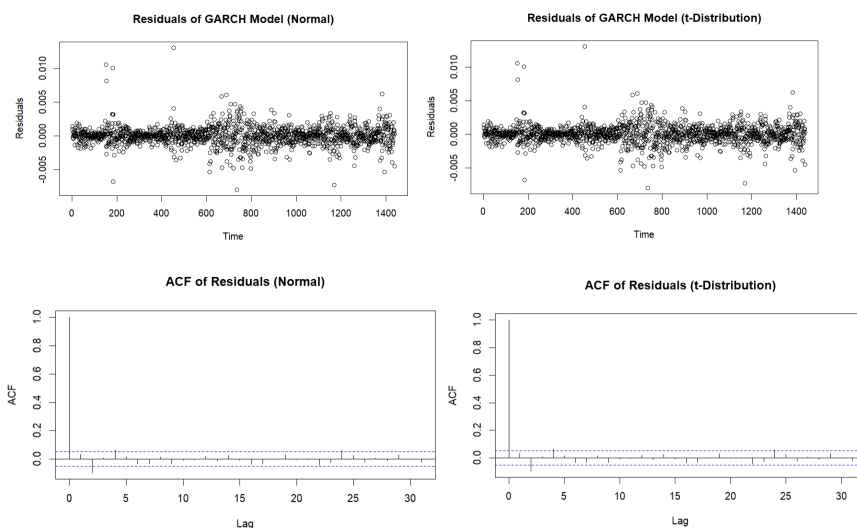 Residuals of GARCH Model (Normal)
Residuals
0.010
0.005
0.000
-0.005
0 200 400 600 800 1000 1200 1400
Time
Residuals of GARCH Model (t-Distribution)
Residuals
0.010
0.005
0.000
-0.005
0 200 400 600 800 1000 1200 1400
Time
ACF of Residuals (Normal)
ACF
1.0
0.8
0.6
0.4
0.2
0.0
0 5 10 15 20 25 30
Lag
ACF of Residuals (t-Distribution)
ACF
1.0
0.8
0.6
0.4
0.2
0.0
0 5 10 15 20 25 30
Lag